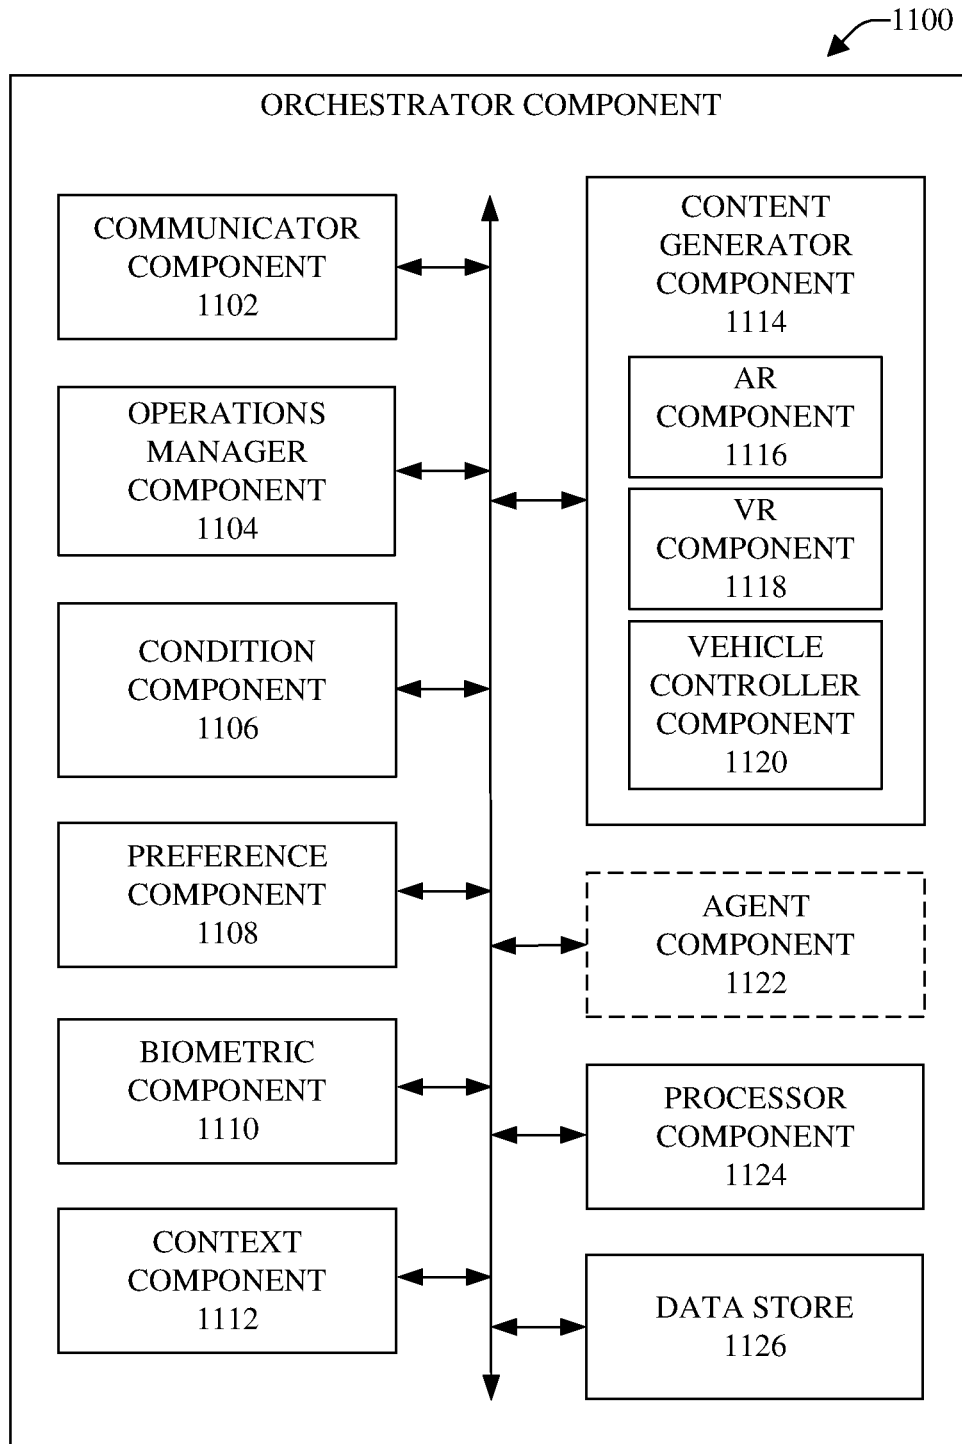 1100
ORCHESTRATOR COMPONENT
COMMUNICATOR
COMPONENT
1102
OPERATIONS
MANAGER
COMPONENT
1104
CONDITION
COMPONENT
1106
PREFERENCE
COMPONENT
1108
BIOMETRIC
COMPONENT
1110
CONTEXT
COMPONENT
1112
CONTENT
GENERATOR
COMPONENT
1114
AR
COMPONENT
1116
VR
COMPONENT
1118
VEHICLE
CONTROLLER
COMPONENT
1120
AGENT
COMPONENT
1122
PROCESSOR
COMPONENT
1124
DATA STORE
1126